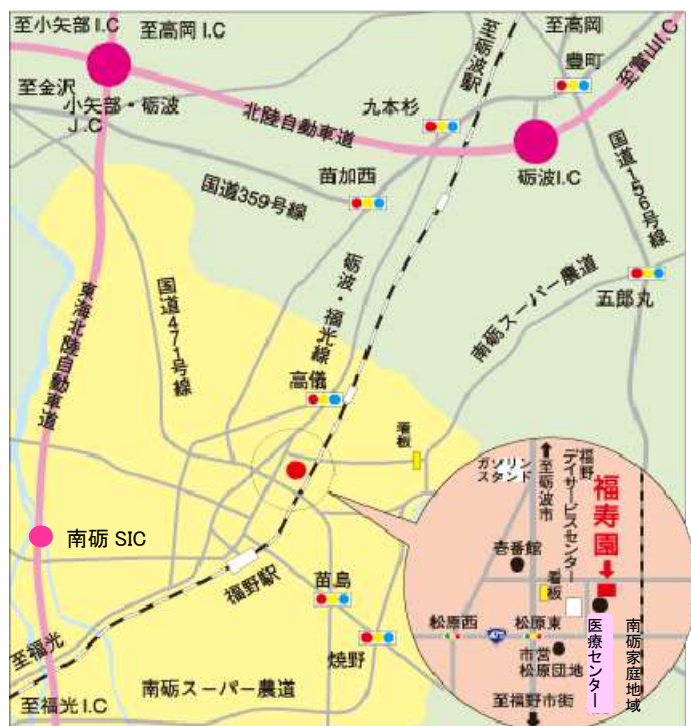 至小矢部I.C
至高岡I.C
至砺波駅
至高岡
豊町
至富山I.C
至金沢
小矢部・砺波
J.C
北陸自動車道
九本杉
砺波I.C
国道156号線
苗加西
国道359号線
国道471号線
砺波・福光線
南砺スーパー農道
五郎丸
東海北陸自動車道
高儀
看板
南砺 SIC
福野駅
苗島
焼野
至福光
至福光I.C
南砺スーパー農道
ガソリン
スタンド
至砺波市
福野
デイサービスセンター
福寿園
壱番館
看板
松原西
松原東
市営
松原団地
医療センター
南砺家庭地域
至福野市街